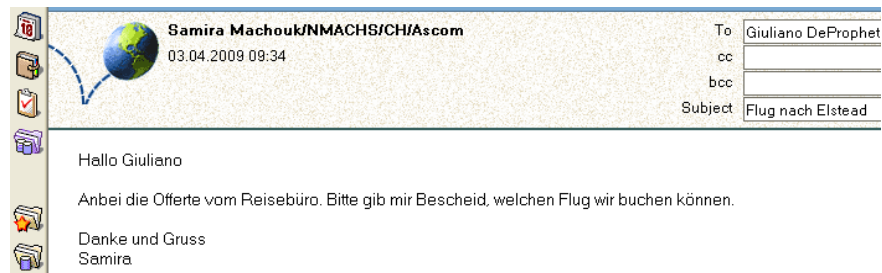 Samira Machouk/NMACHS/CH/Ascom
03.04.2009 09:34
To Giuliano DeProphet
cc
bcc
Subject Flug nach Elstead
Hallo Giuliano
Anbei die Offerte vom Reisebüro. Bitte gib mir Bescheid, welchen Flug wir buchen können.
Danke und Gruss
Samira